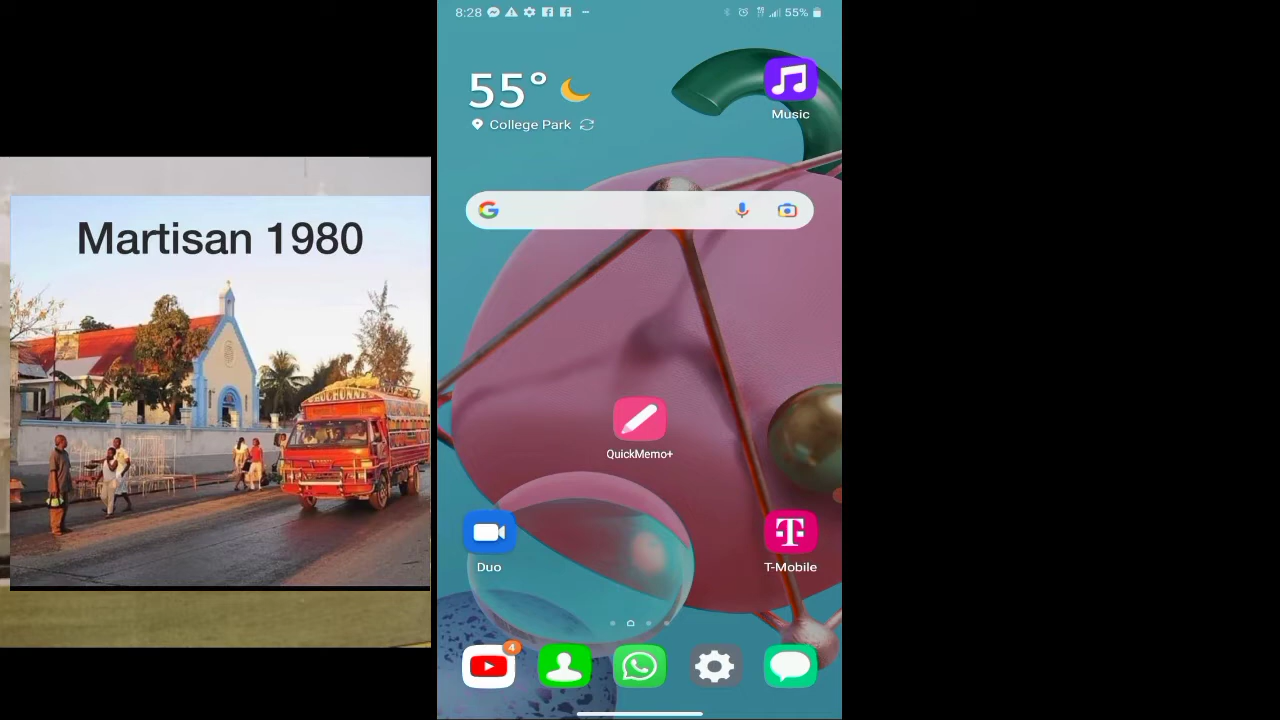 Martisan 1980
8:28
55%
55°
College Park
Music
QuickMemo+
Duo
T-Mobile
4